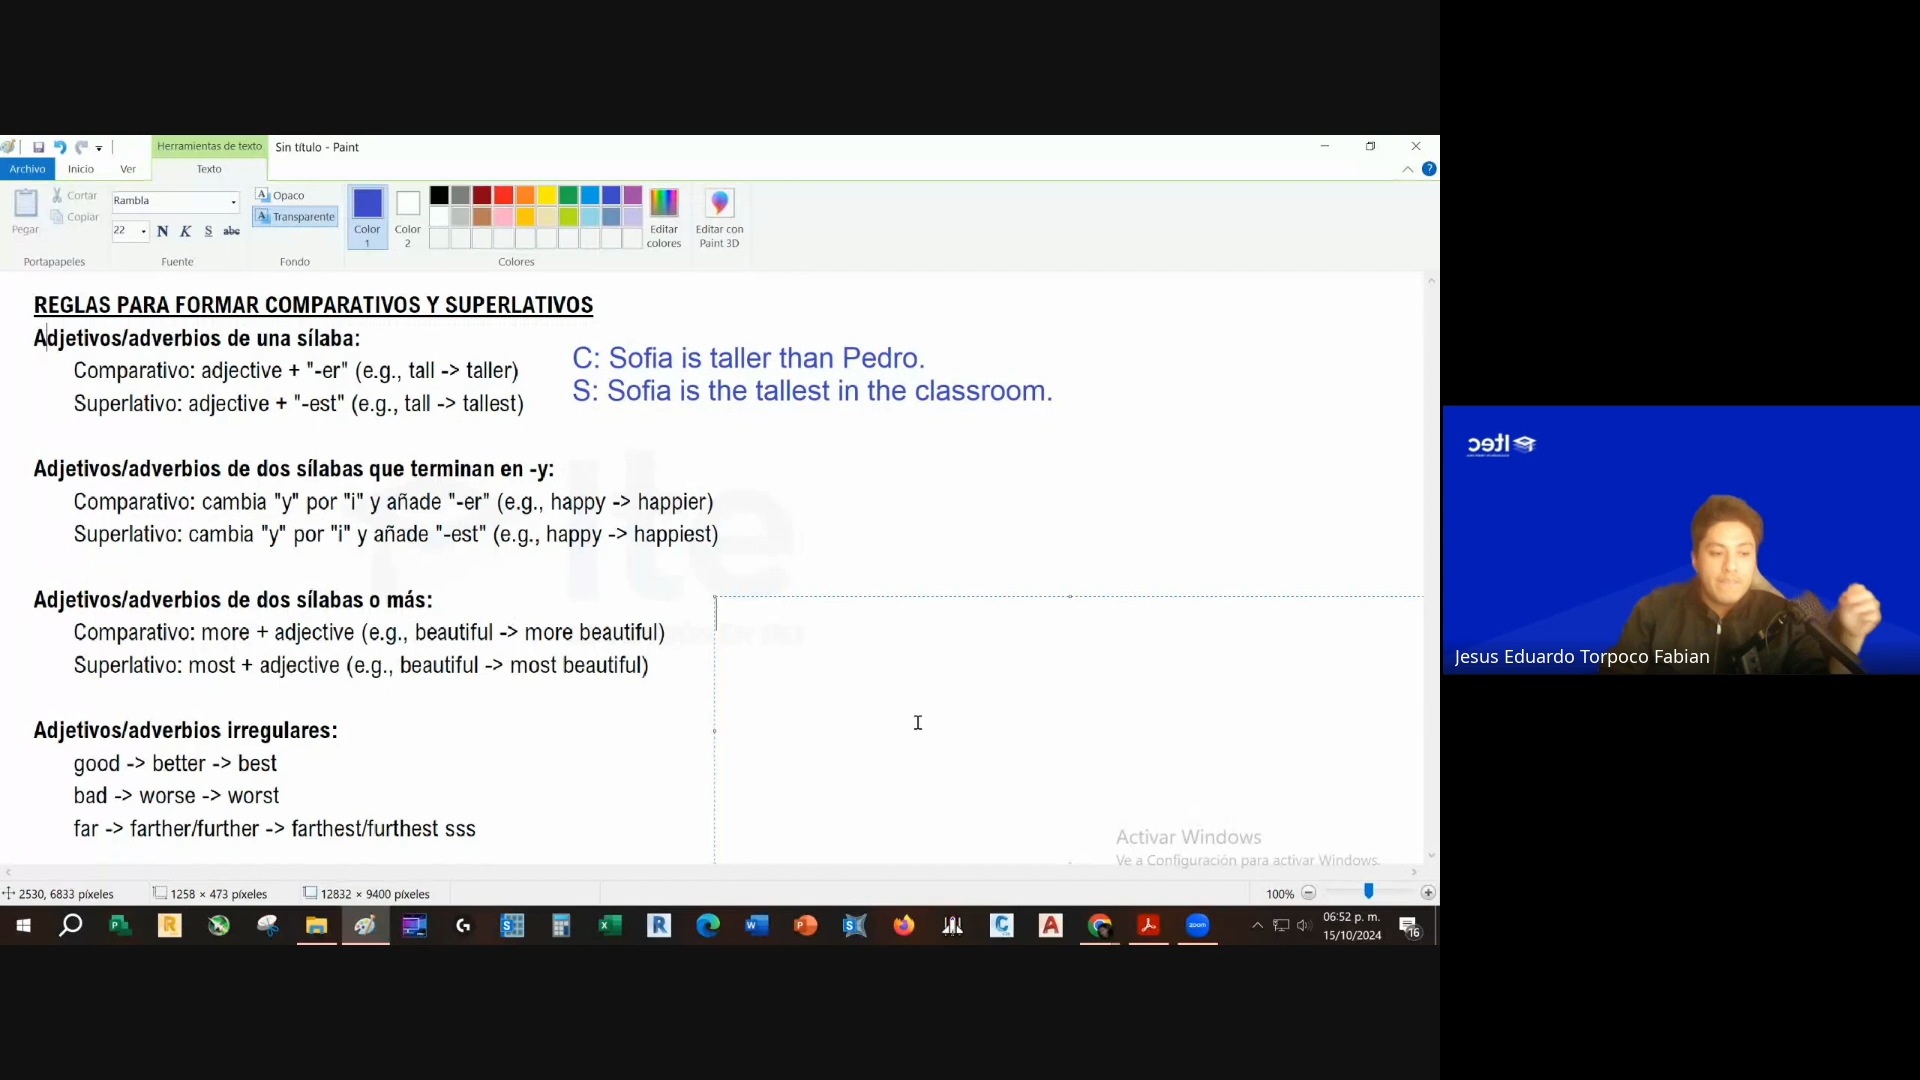 Herramientas de texto
Sin título - Paint
Archivo
Inicio
Ver
Texto
Pegar
Cortar
Copiar
Portapapeles
Rambla
22
N K S abc
Fuente
Opaco
Transparente
Fondo
Color 1
Color 2
Colores
Editar colores
Editar con Paint 3D
REGLAS PARA FORMAR COMPARATIVOS Y SUPERLATIVOS
Adjetivos/adverbios de una sílaba:
Comparativo: adjective + "-er" (e.g., tall -> taller)
Superlativo: adjective + "-est" (e.g., tall -> tallest)
C: Sofia is taller than Pedro.
S: Sofia is the tallest in the classroom.
Adjetivos/adverbios de dos sílabas que terminan en -y:
Comparativo: cambia "y" por "i" y añade "-er" (e.g., happy -> happier)
Superlativo: cambia "y" por "i" y añade "-est" (e.g., happy -> happiest)
Adjetivos/adverbios de dos sílabas o más:
Comparativo: more + adjective (e.g., beautiful -> more beautiful)
Superlativo: most + adjective (e.g., beautiful -> most beautiful)
Adjetivos/adverbios irregulares:
good -> better -> best
bad -> worse -> worst
far -> farther/further -> farthest/furthest sss
Itec
Jesus Eduardo Torpoco Fabian
Activar Windows
Ve a Configuración para activar Windows.
2530, 6833 píxeles
1258 × 473 píxeles
12832 × 9400 píxeles
100%
zoom
06:52 p. m.
15/10/2024
16